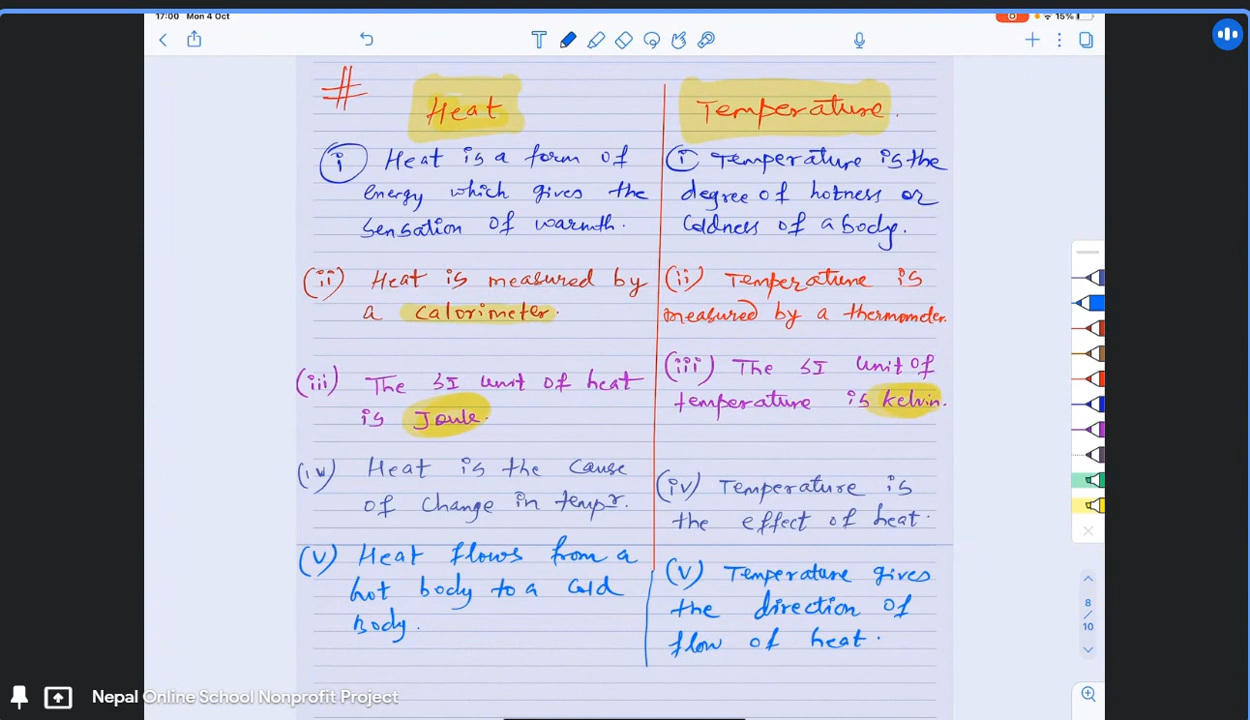 17:00 Mon 4 Oct
15%
T
#
Heat
(i) Heat is a form of
energy which gives the
sensation of warmth.
(ii) Heat is measured by
a calorimeter.
(iii) The SI unit of heat
is Joule.
(iv) Heat is the cause
of change in tempr.
(v) Heat flows from a
hot body to a cold
body.
Temperature.
(i) Temperature is the
degree of hotness or
coldness of a body.
(ii) Temperature is
measured by a thermometer.
(iii) The SI unit of
temperature is kelvin.
(iv) Temperature is
the effect of heat.
(v) Temperature gives
the direction of
flow of heat.
8
/
10
Nepal Online School Nonprofit Project